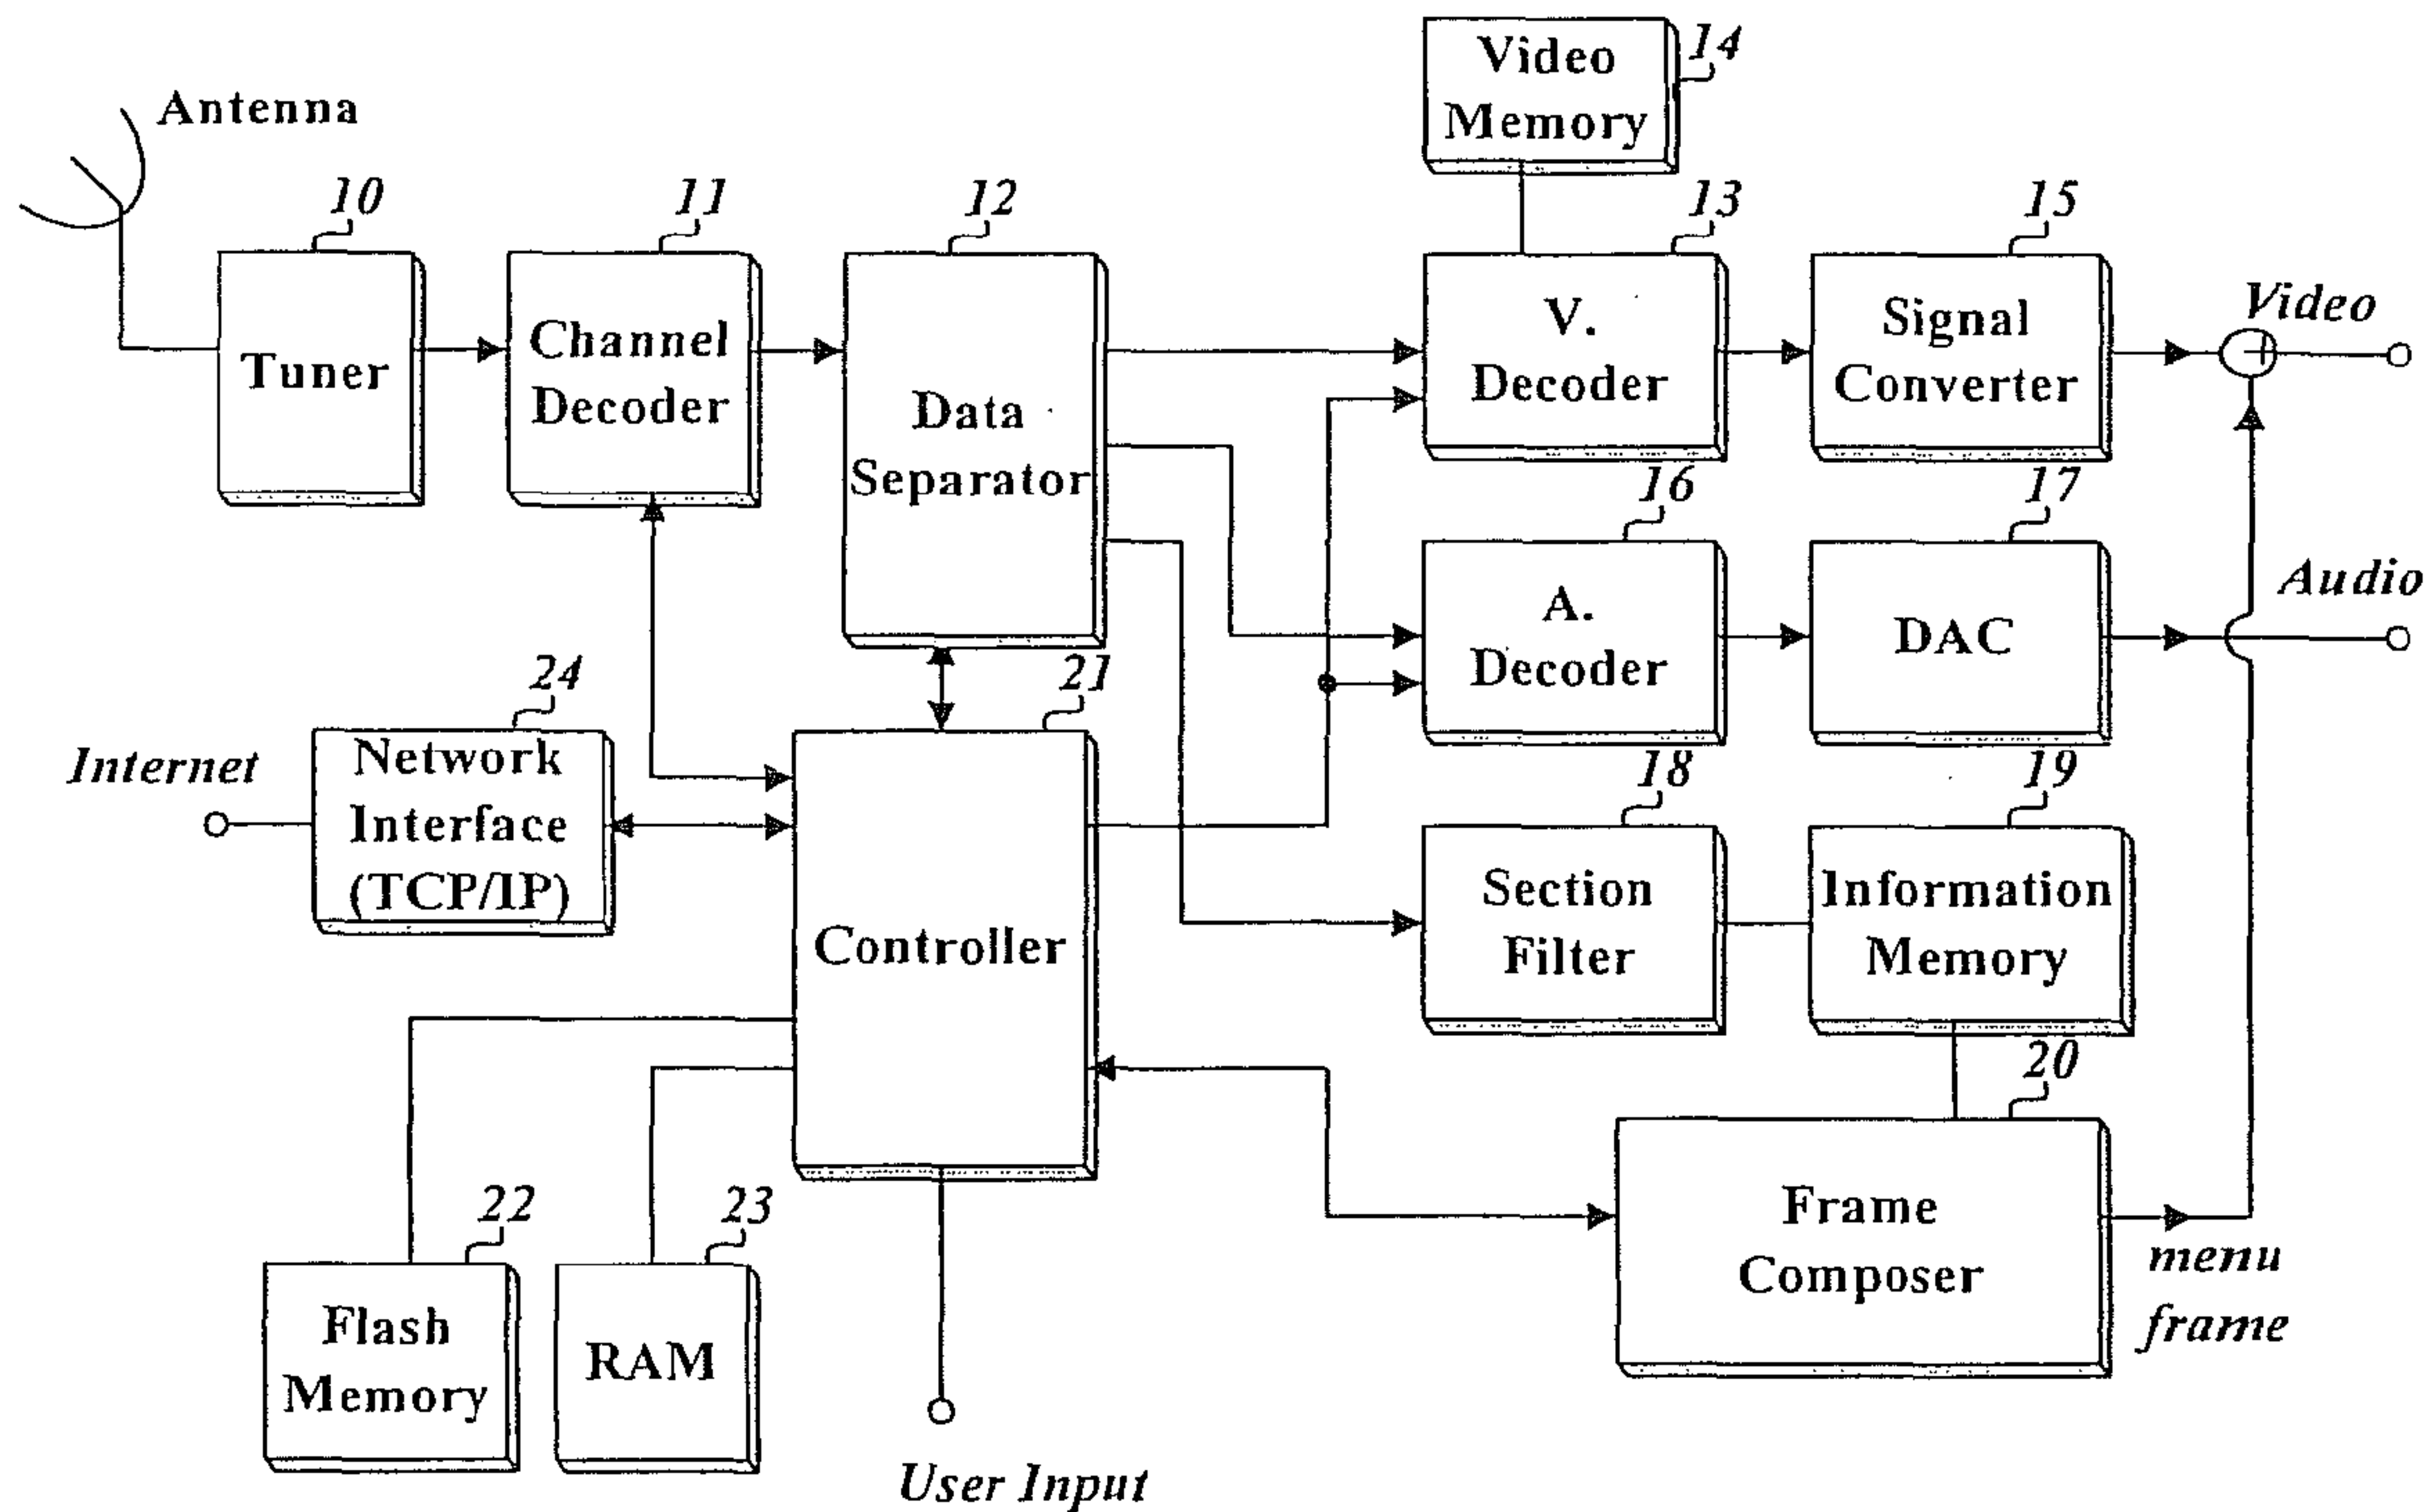 Antenna
10
Tuner
11
Channel
Decoder
12
Data
Separator
14
Video
Memory
13
V.
Decoder
15
Signal
Converter
Video
16
A.
Decoder
17
DAC
Audio
18
Section
Filter
19
Information
Memory
20
Frame
Composer
menu
frame
21
Controller
24
Network
Interface
(TCP/IP)
Internet
22
Flash
Memory
23
RAM
User Input